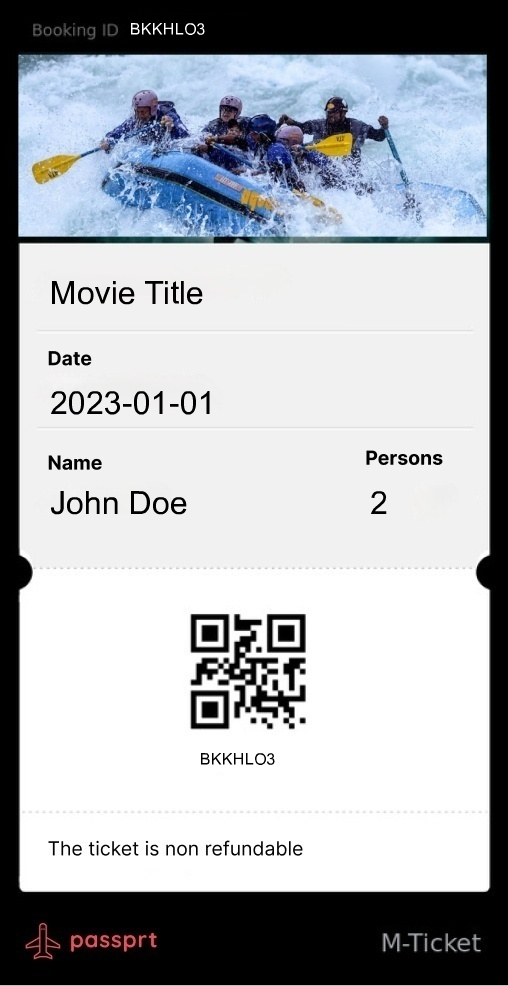 Booking ID BKKHLO3
Movie Title
Date
2023-01-01
Name Persons
John Doe 2
BKKHLO3
The ticket is non refundable
passprt M-Ticket